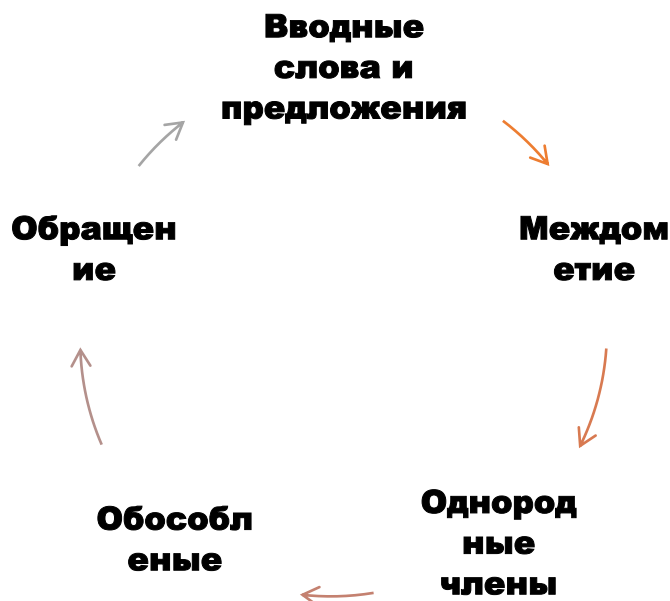 Вводные
слова и
предложения
Междом
етие
Однород
ные
члены
Обособл
еные
Обращен
ие